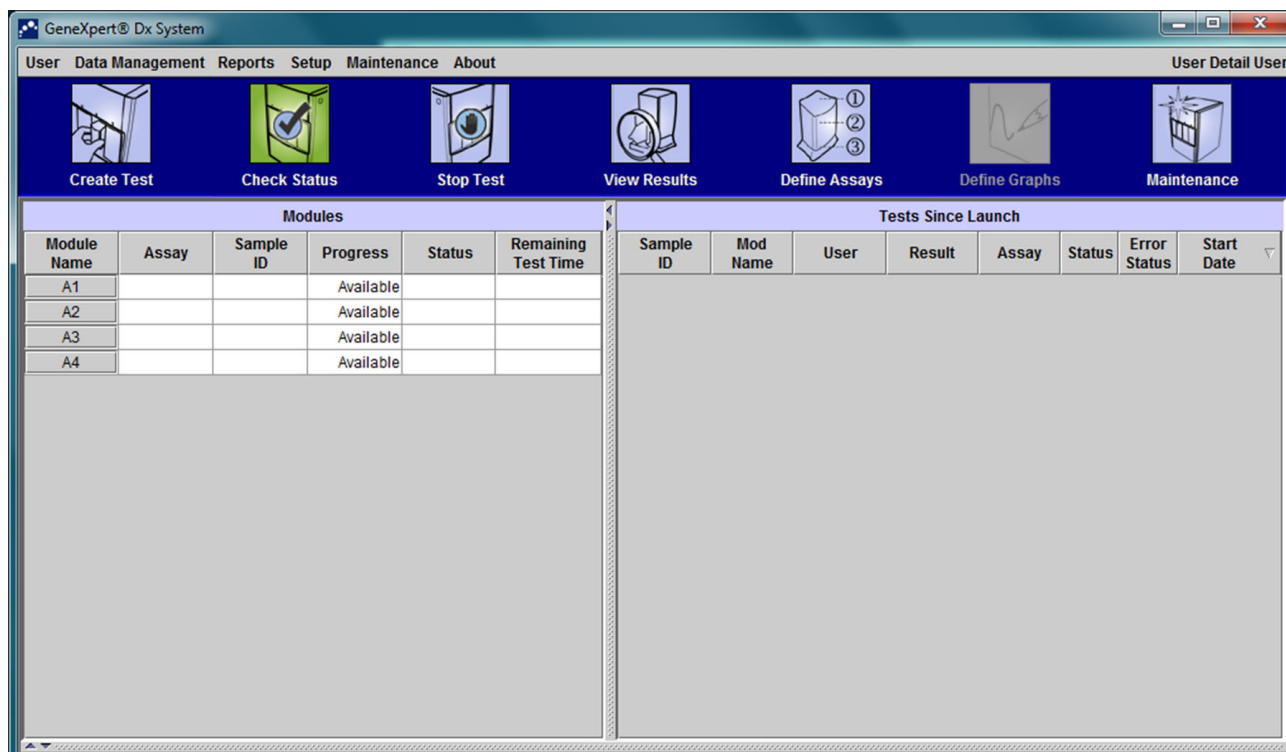 GeneXpert® Dx System
User Data Management Reports Setup Maintenance About User Detail User
① ② ③
Create Test Check Status Stop Test View Results Define Assays Define Graphs Maintenance
Modules
Module Name Assay Sample ID Progress Status Remaining Test Time
A1 Available
A2 Available
A3 Available
A4 Available
Tests Since Launch
Sample ID Mod Name User Result Assay Status Error Status Start Date